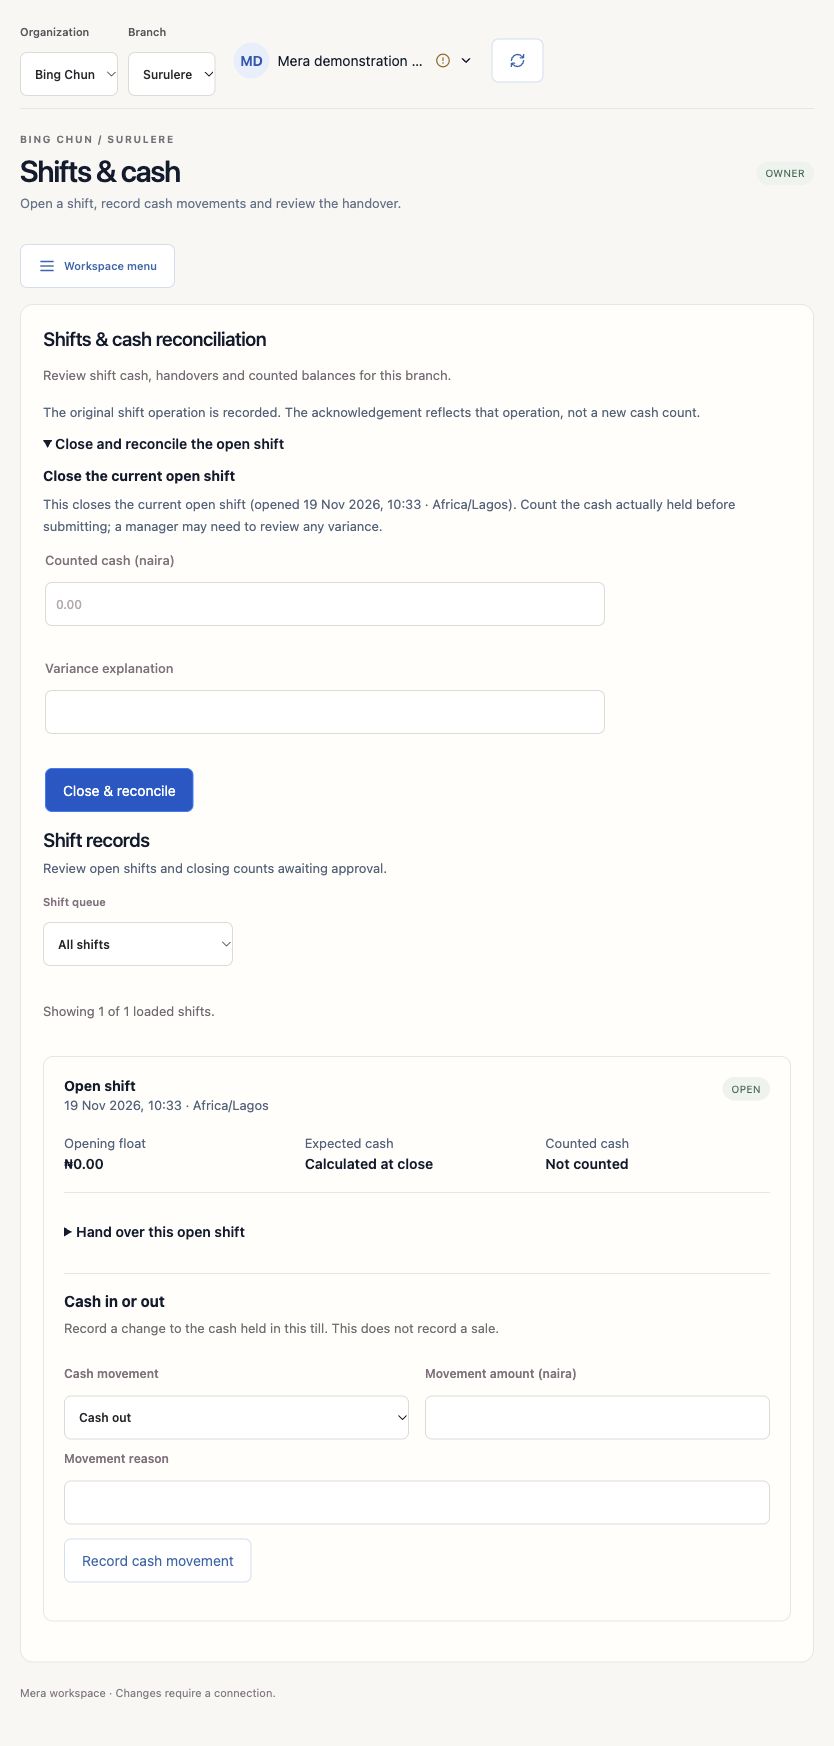 Organization
Branch
Bing Chun
Surulere
MD
Mera demonstration ...
BING CHUN / SURULERE
Shifts & cash
OWNER
Open a shift, record cash movements and review the handover.
Workspace menu
Shifts & cash reconciliation
Review shift cash, handovers and counted balances for this branch.
The original shift operation is recorded. The acknowledgement reflects that operation, not a new cash count.
Close and reconcile the open shift
Close the current open shift
This closes the current open shift (opened 19 Nov 2026, 10:33 · Africa/Lagos). Count the cash actually held before
submitting; a manager may need to review any variance.
Counted cash (naira)
0.00
Variance explanation
Close & reconcile
Shift records
Review open shifts and closing counts awaiting approval.
Shift queue
All shifts
Showing 1 of 1 loaded shifts.
Open shift
OPEN
19 Nov 2026, 10:33 · Africa/Lagos
Opening float
Expected cash
Counted cash
₦0.00
Calculated at close
Not counted
Hand over this open shift
Cash in or out
Record a change to the cash held in this till. This does not record a sale.
Cash movement
Movement amount (naira)
Cash out
Movement reason
Record cash movement
Mera workspace · Changes require a connection.